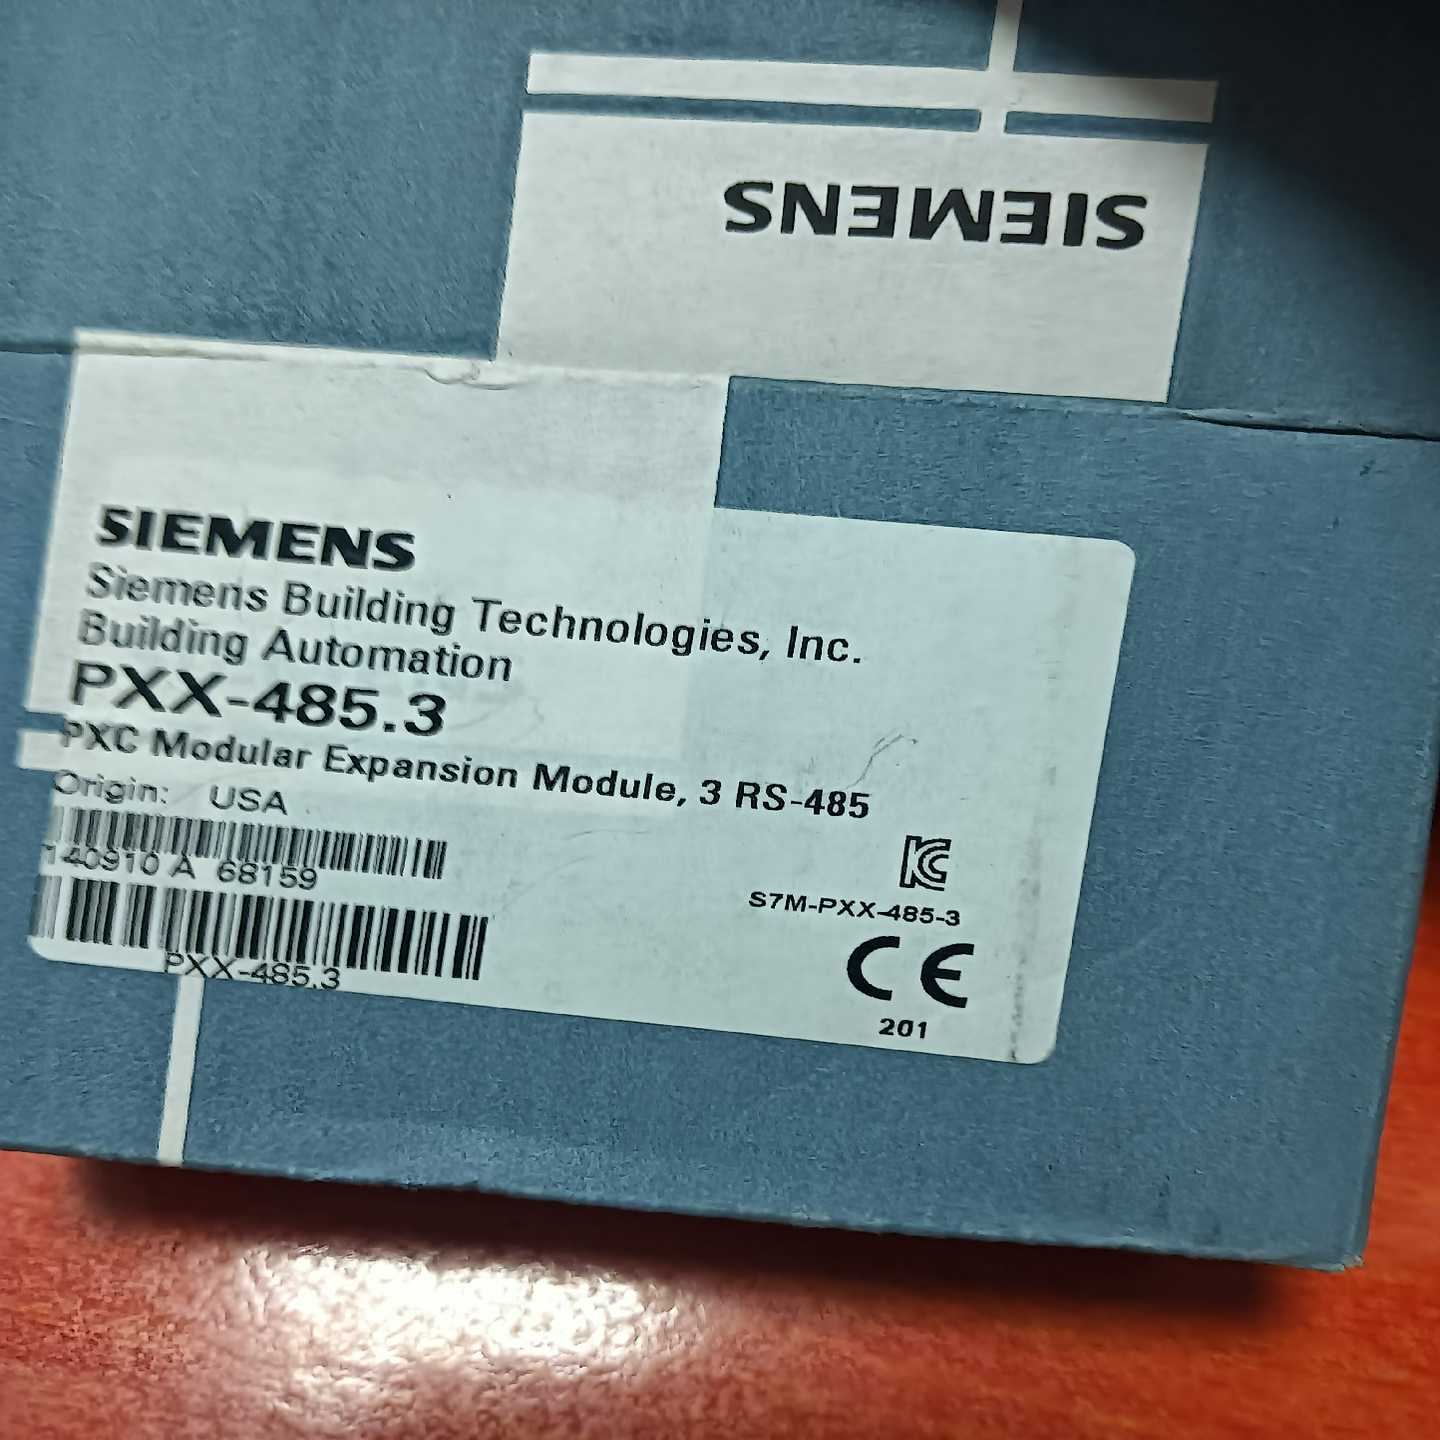 SIEMENS
SIEMENS
Siemens Building Technologies, Inc.
Building Automation
PXX-485.3
PXC Modular Expansion Module, 3 RS-485
Origin: USA
140910 A 68159
PXX-485.3
S7M-PXX-485-3
CE
201